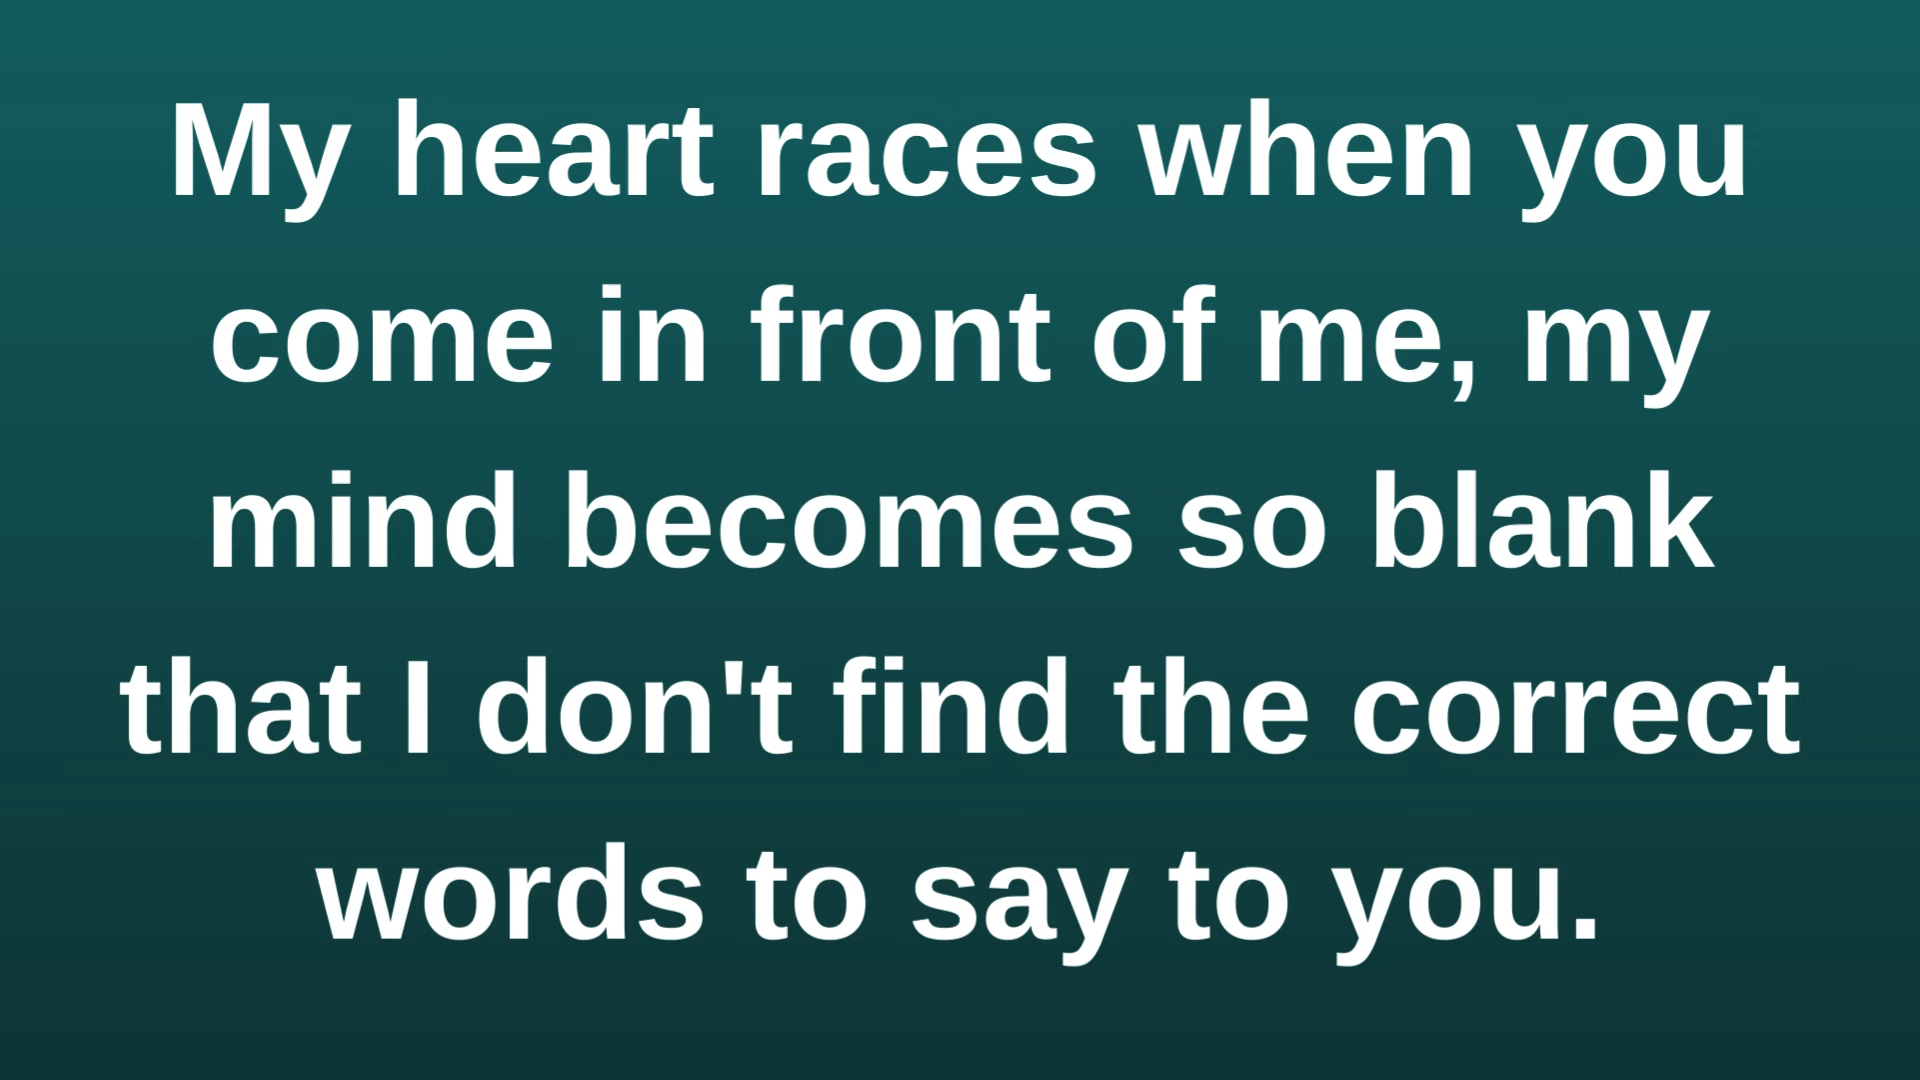 My heart races when you
come in front of me, my
mind becomes so blank
that I don't find the correct
words to say to you.